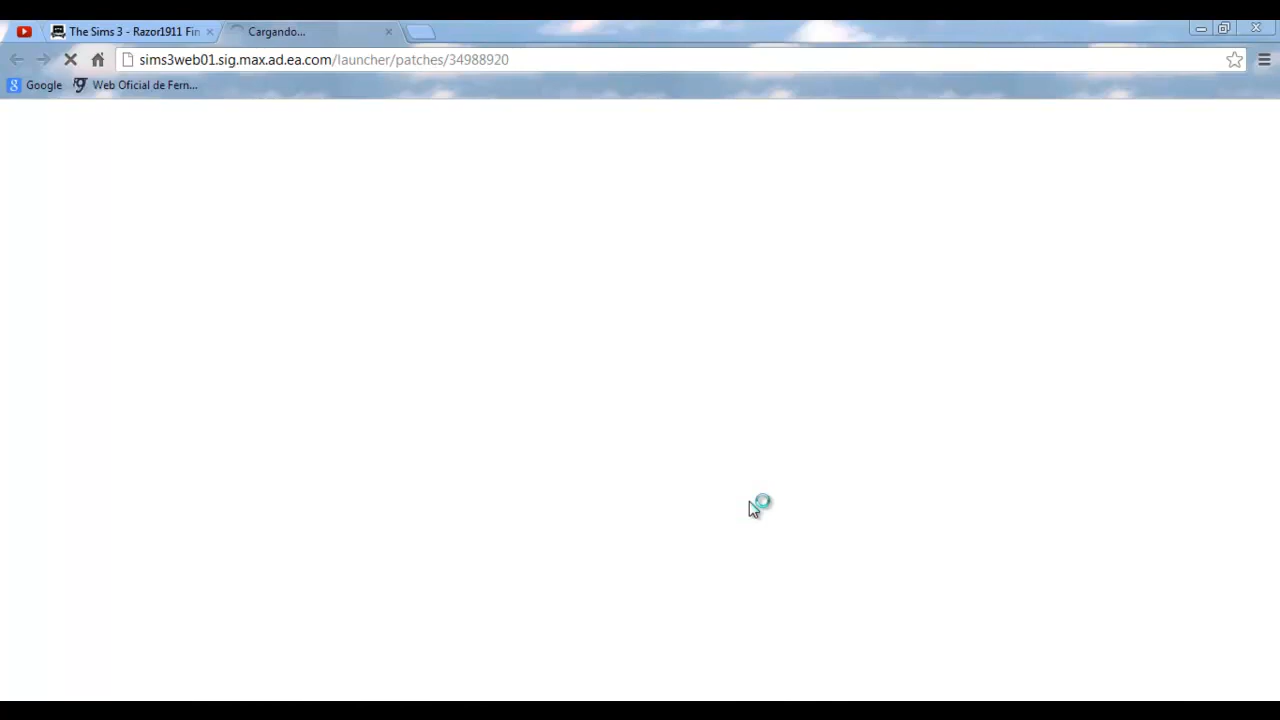 The Sims 3 - Razor1911 Fin
Cargando...
sims3web01.sig.max.ad.ea.com/launcher/patches/34988920
Google
Web Oficial de Fern...